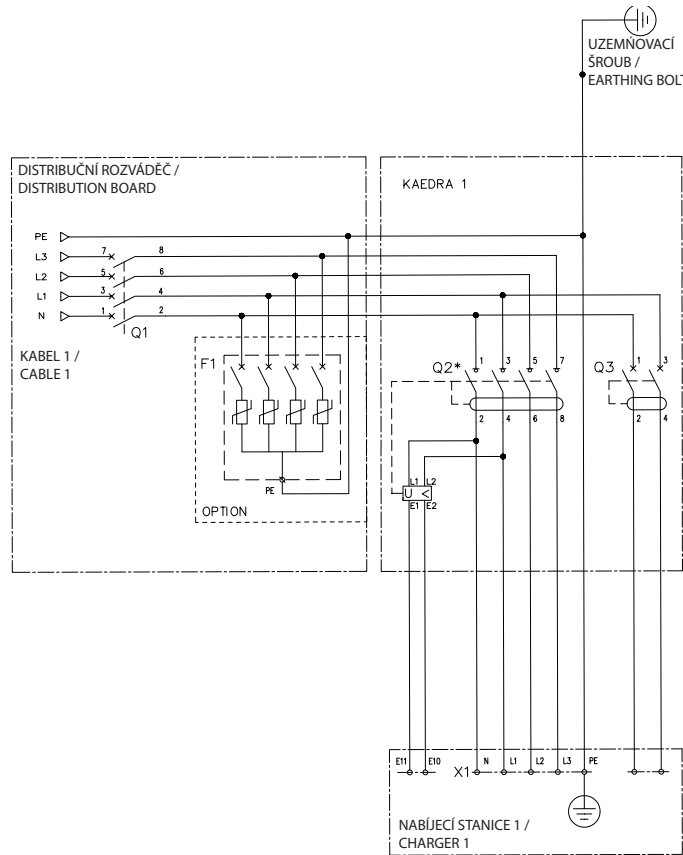 UZEMŇOVACÍ
ŠROUB /
EARTHING BOLT
DISTRIBUČNÍ ROZVÁDĚČ /
DISTRIBUTION BOARD
KAEDRA 1
PE
L3 7 8
L2 5 6
L1 3 4
N 1 2
Q1
KABEL 1 /
CABLE 1
F1
Q2* 1 3 5 7
Q3 1 3
2 4 6 8
2 4
L1 L2
U <
E1 E2
PE
OPTION
E11 E10 X1 N L1 L2 L3 PE
NABÍJECÍ STANICE 1 /
CHARGER 1